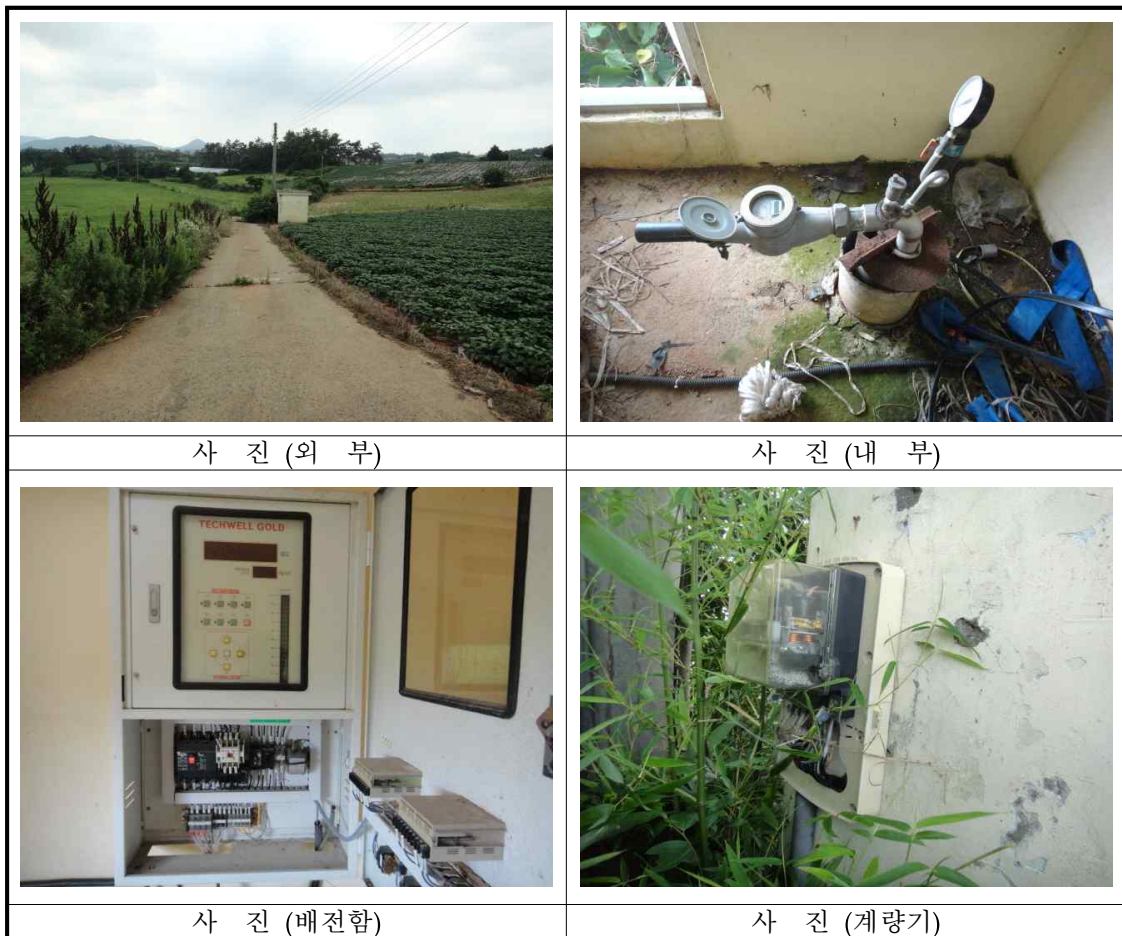 사 진 (외 부)
사 진 (내 부)
TECHWELL GOLD
사 진 (배전함)
사 진 (계량기)